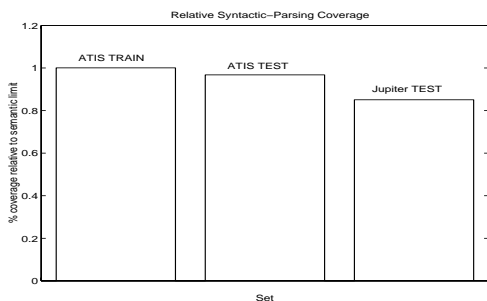 Relative Syntactic−Parsing Coverage
% coverage relative to semantic limit
1.2
1
0.8
0.6
0.4
0.2
0
ATIS TRAIN
ATIS TEST
Jupiter TEST
Set